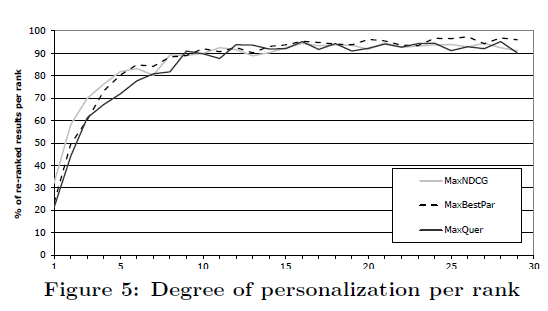 % of re-ranked results per rank
100
90
80
70
60
50
40
30
20
10
0
MaxNDCG
MaxBestPar
MaxQuer
1 5 10 15 20 25 30
Figure 5: Degree of personalization per rank